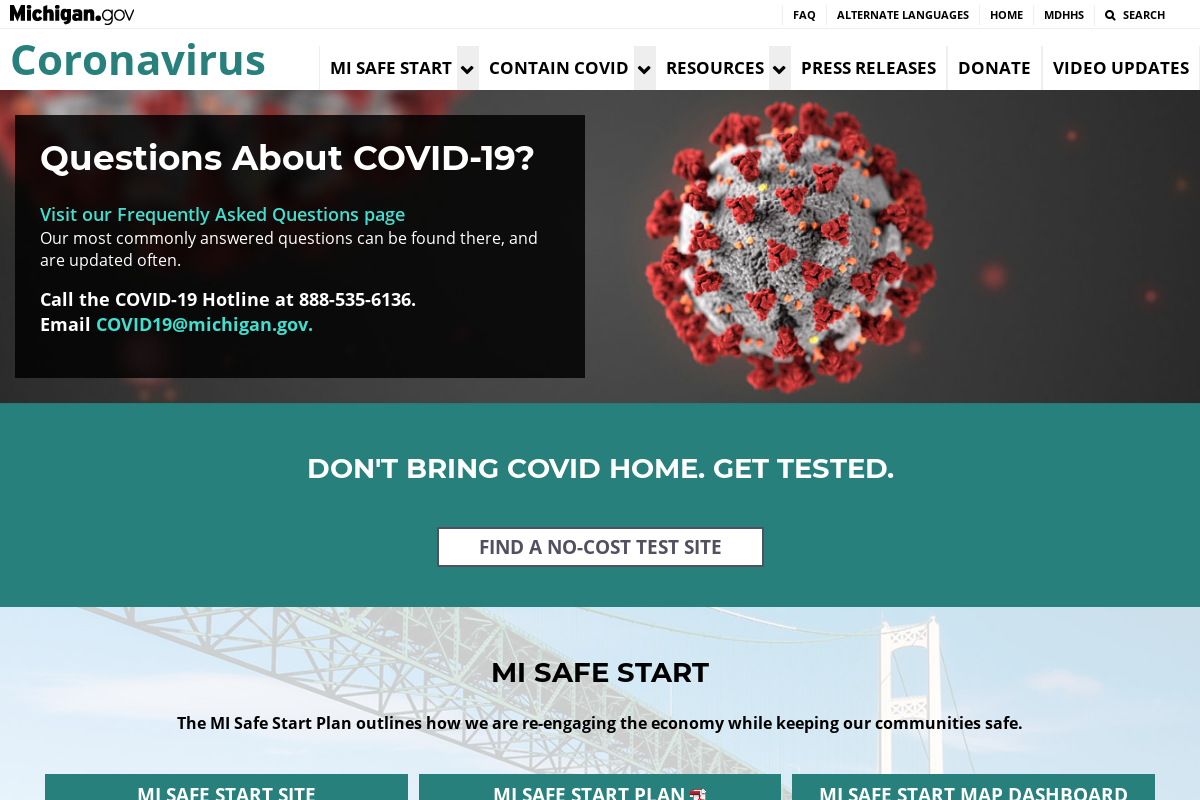 Michigan.gov
FAQ
ALTERNATE LANGUAGES
HOME
MDHHS
SEARCH
Coronavirus
MI SAFE START
CONTAIN COVID
RESOURCES
PRESS RELEASES
DONATE
VIDEO UPDATES
Questions About COVID-19?
Visit our Frequently Asked Questions page
Our most commonly answered questions can be found there, and
are updated often.
Call the COVID-19 Hotline at 888-535-6136.
Email COVID19@michigan.gov.
DON'T BRING COVID HOME. GET TESTED.
FIND A NO-COST TEST SITE
MI SAFE START
The MI Safe Start Plan outlines how we are re-engaging the economy while keeping our communities safe.
MI SAFE START SITE
MI SAFE START PLAN
MI SAFE START MAP DASHBOARD